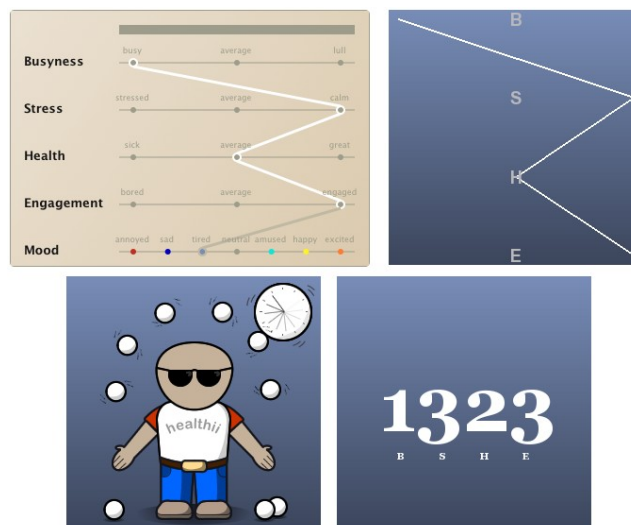 busy average lull
Busyness
stressed average calm
Stress
sick average great
Health
bored average engaged
Engagement
annoyed sad tired neutral amused happy excited
Mood
B
S
H
E
healthii
1323
B S H E